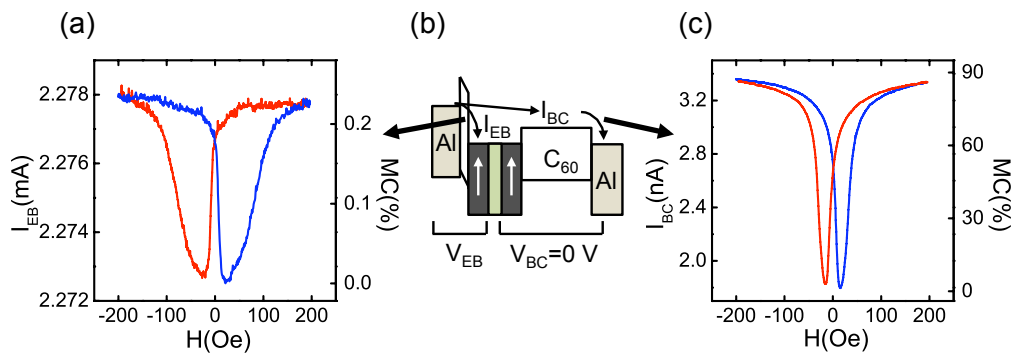 (a)
2.278
2.276
2.274
2.272
I_EB(mA)
-200 -100 0 100 200
H(Oe)
0.2
0.1
0.0
MC(%)
(b)
I_BC
I_EB
Al
C_60
Al
V_EB
V_BC=0 V
(c)
3.2
2.8
2.4
1.8
I_BC(nA)
-200 -100 0 100 200
H(Oe)
90
60
30
0
MC(%)